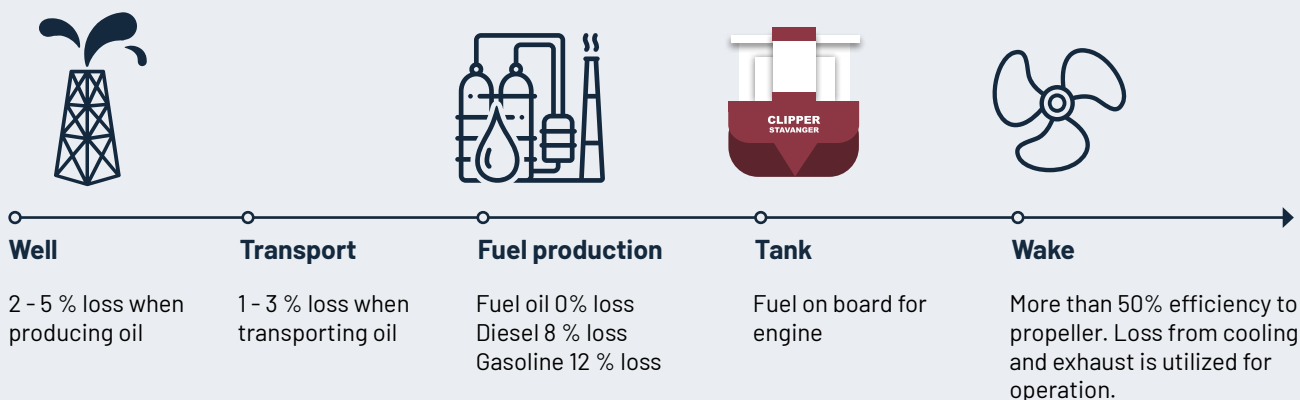 CLIPPER
STAVANGER
Well
2 - 5 % loss when
producing oil
Transport
1 - 3 % loss when
transporting oil
Fuel production
Fuel oil 0% loss
Diesel 8 % loss
Gasoline 12 % loss
Tank
Fuel on board for
engine
Wake
More than 50% efficiency to
propeller. Loss from cooling
and exhaust is utilized for
operation.